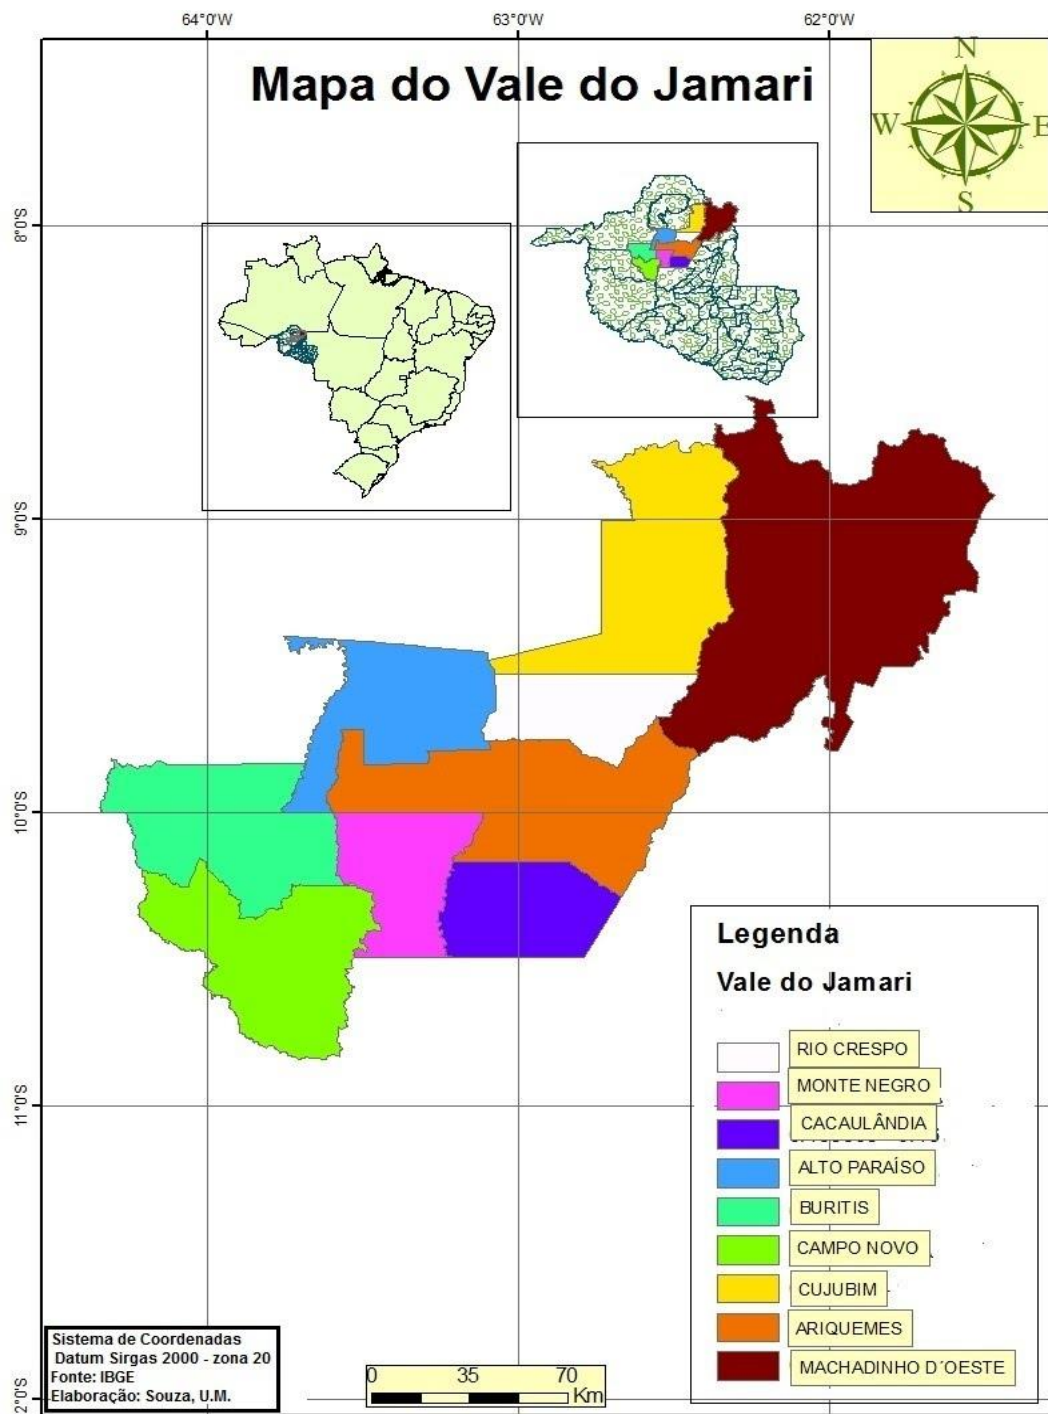 64°0'W 63°0'W 62°0'W
Mapa do Vale do Jamari
N
W E
S
8°0'S
9°0'S
10°0'S
11°0'S
2°0'S
Legenda
Vale do Jamari
RIO CRESPO
MONTE NEGRO
CACAULÂNDIA
ALTO PARAÍSO
BURITIS
CAMPO NOVO
CUJUBIM
ARIQUEMES
MACHADINHO D´OESTE
Sistema de Coordenadas
Datum Sirgas 2000 - zona 20
Fonte: IBGE
Elaboração: Souza, U.M.
0 35 70
Km